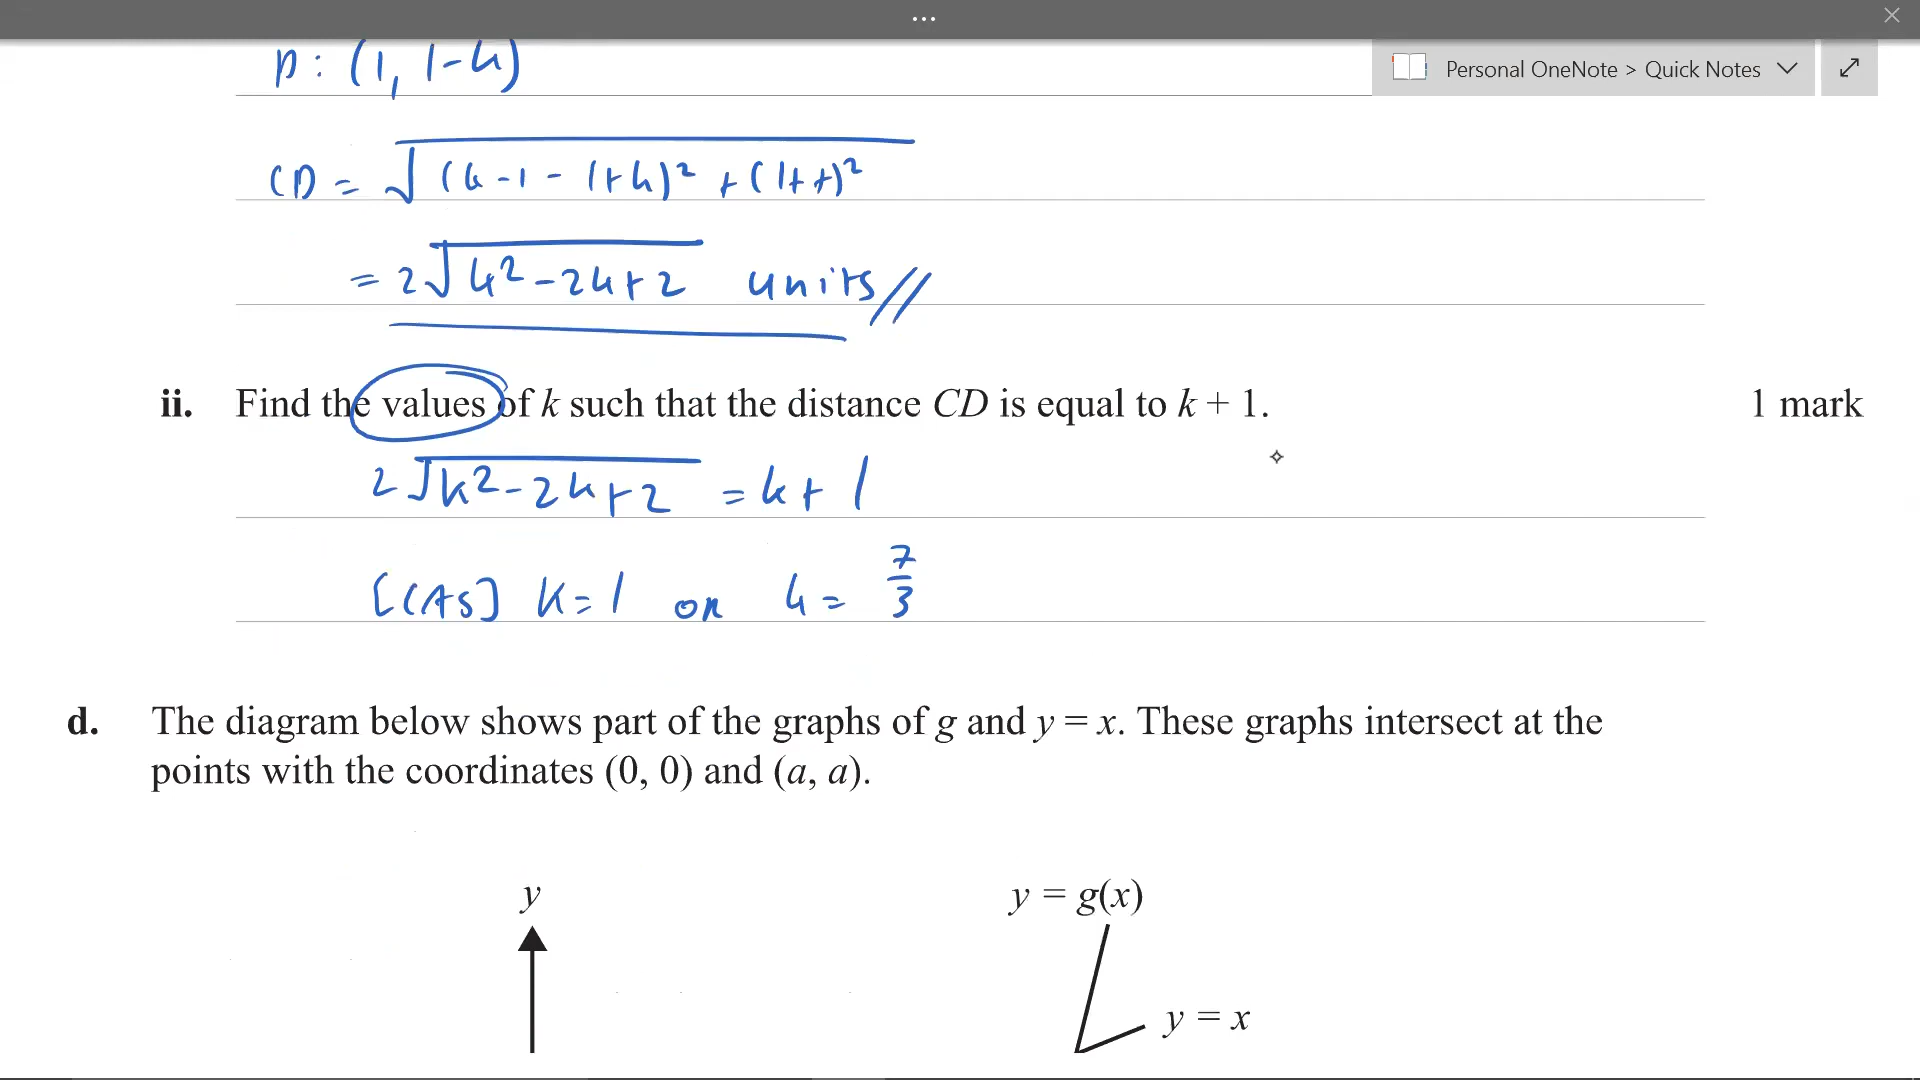 ...
D : (1, 1-k)
Personal OneNote > Quick Notes
CD = √(k-1-1+k)² + (1+1)²
= 2√k²-2k+2 units//
ii. Find the values of k such that the distance CD is equal to k + 1. 1 mark
2√k²-2k+2 = k+1
[CAS] k=1 OR k= 7/3
d. The diagram below shows part of the graphs of g and y = x. These graphs intersect at the
points with the coordinates (0, 0) and (a, a).
y
y = g(x)
y = x